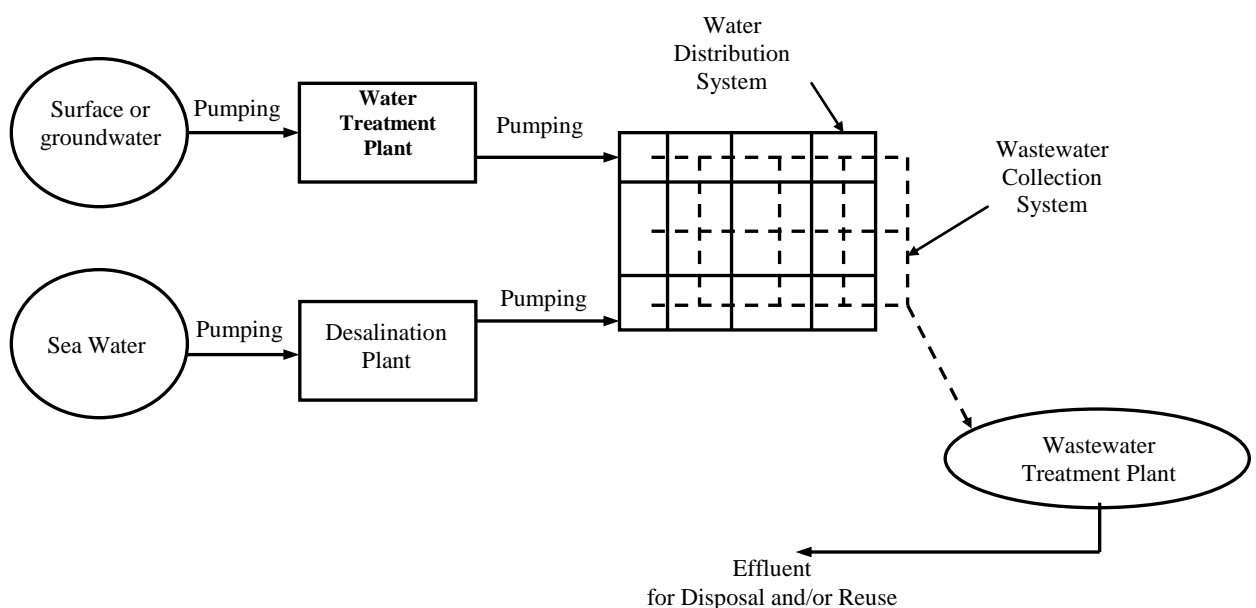 Water
Distribution
System
Surface or
groundwater
Pumping
Water
Treatment
Plant
Pumping
Wastewater
Collection
System
Sea Water
Pumping
Desalination
Plant
Pumping
Wastewater
Treatment Plant
Effluent
for Disposal and/or Reuse